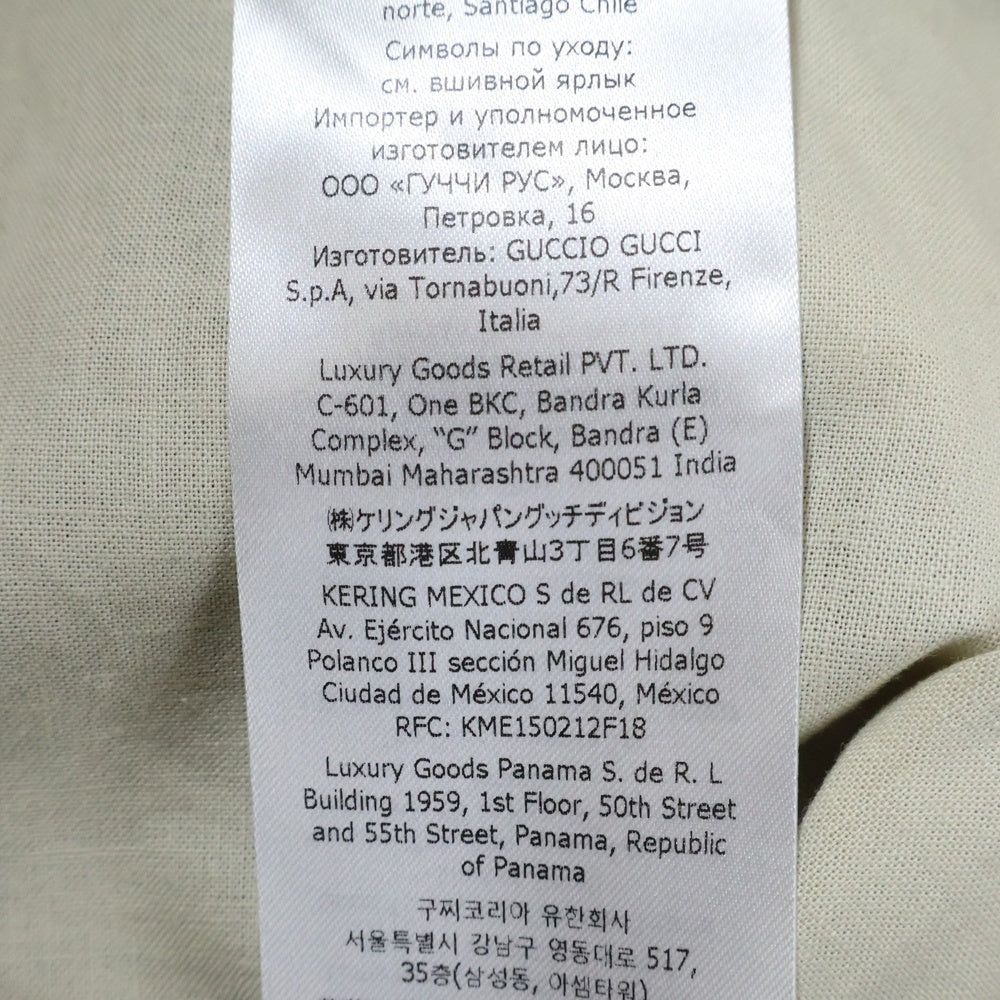 norte, Santiago Chile
Символы по уходу:
см. вшивной ярлык
Импортер и уполномоченное
изготовителем лицо:
ООО «ГУЧЧИ РУС», Москва,
Петровка, 16
Изготовитель: GUCCIO GUCCI
S.p.A, via Tornabuoni,73/R Firenze,
Italia
Luxury Goods Retail PVT. LTD.
C-601, One BKC, Bandra Kurla
Complex, “G” Block, Bandra (E)
Mumbai Maharashtra 400051 India
㈱ケリングジャパングッチディビジョン
東京都港区北青山3丁目6番7号
KERING MEXICO S de RL de CV
Av. Ejército Nacional 676, piso 9
Polanco III sección Miguel Hidalgo
Ciudad de México 11540, México
RFC: KME150212F18
Luxury Goods Panama S. de R. L
Building 1959, 1st Floor, 50th Street
and 55th Street, Panama, Republic
of Panama
구찌코리아 유한회사
서울특별시 강남구 영동대로 517,
35층(삼성동, 아셈타워)